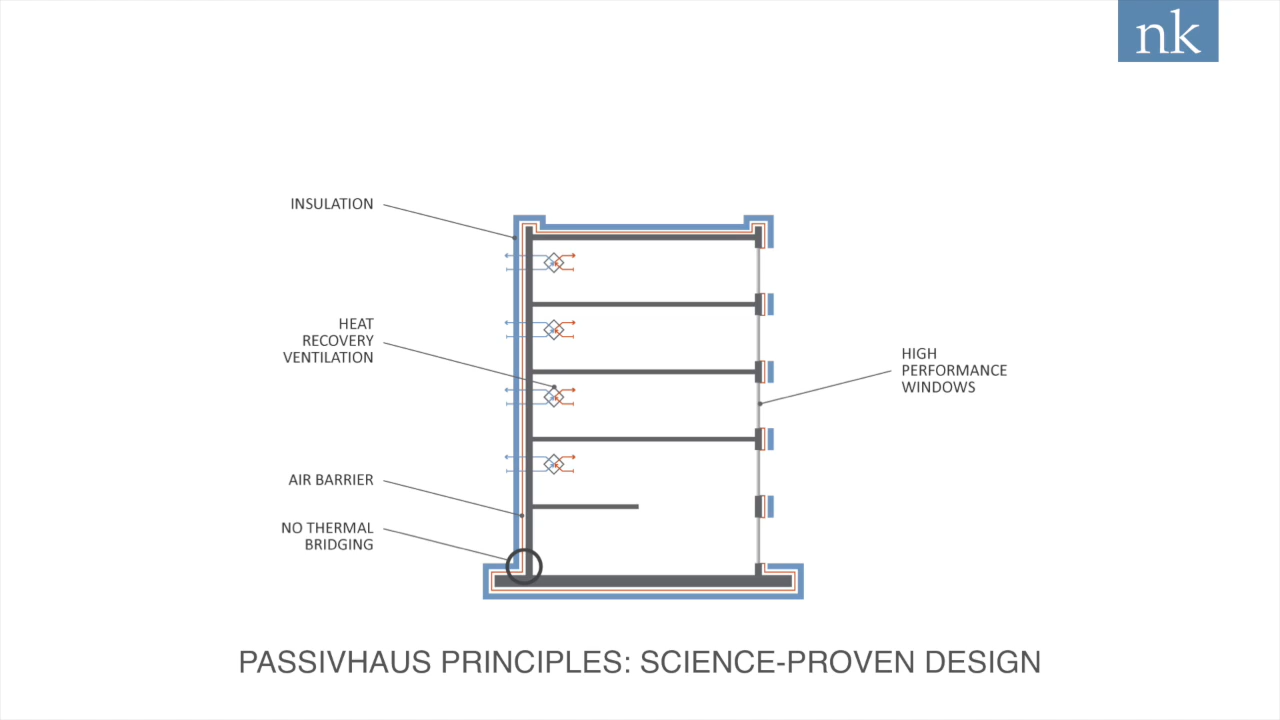 nk
INSULATION
HEAT
RECOVERY
VENTILATION
HIGH
PERFORMANCE
WINDOWS
AIR BARRIER
NO THERMAL
BRIDGING
PASSIVHAUS PRINCIPLES: SCIENCE-PROVEN DESIGN